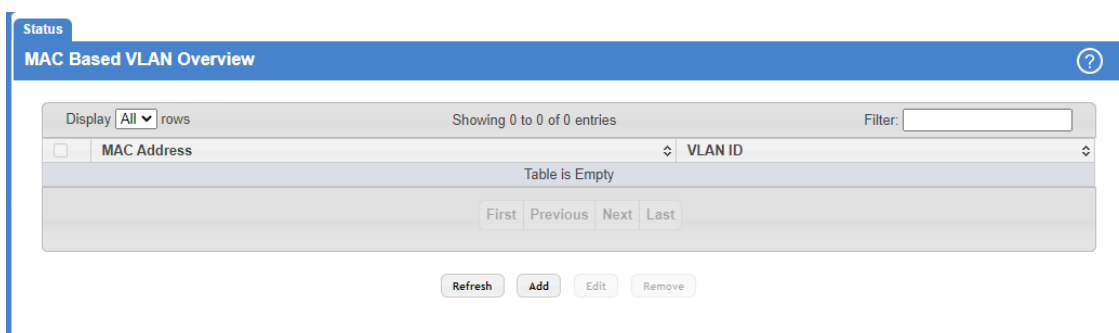 Status
MAC Based VLAN Overview
?
Display All rows Showing 0 to 0 of 0 entries Filter:
MAC Address VLAN ID
Table is Empty
First Previous Next Last
Refresh Add Edit Remove